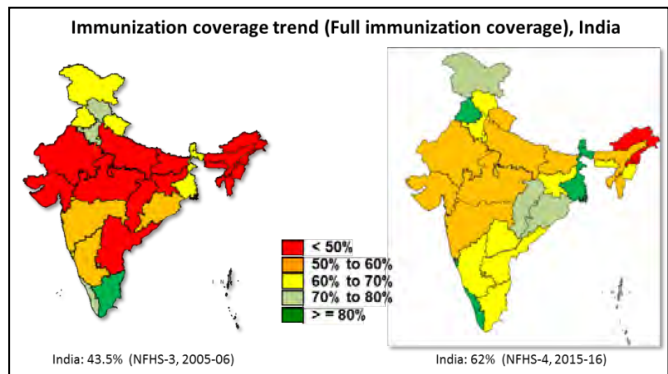 Immunization coverage trend (Full immunization coverage), India
< 50%
50% to 60%
60% to 70%
70% to 80%
> = 80%
India: 43.5% (NFHS-3, 2005-06)
India: 62% (NFHS-4, 2015-16)